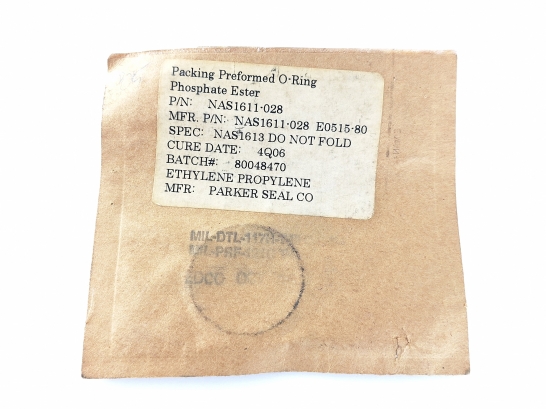 Packing Preformed O-Ring
Phosphate Ester
P/N: NAS1611-028
MFR. P/N: NAS1611-028 E0515-80
SPEC: NAS1613 DO NOT FOLD
CURE DATE: 4Q06
BATCH#: 80048470
ETHYLENE PROPYLENE
MFR: PARKER SEAL CO